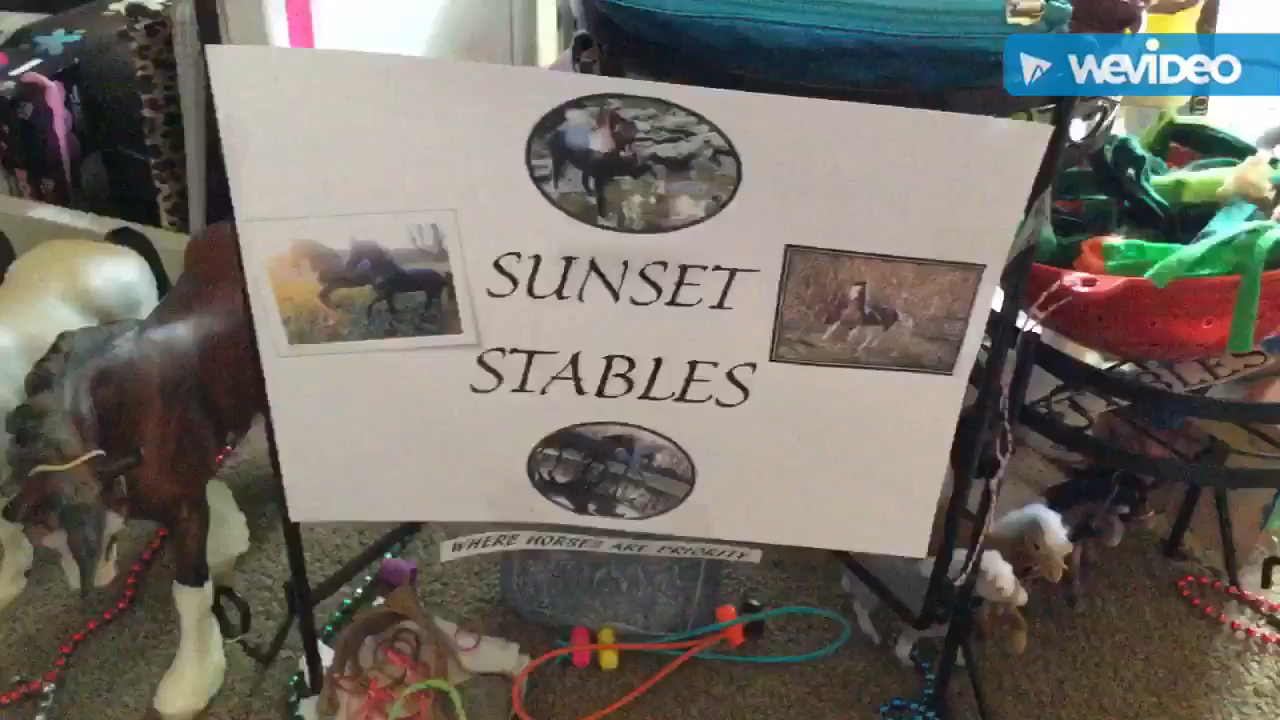 WEVIDEO
SUNSET
STABLES
WHERE HORSES ARE PRIORITY